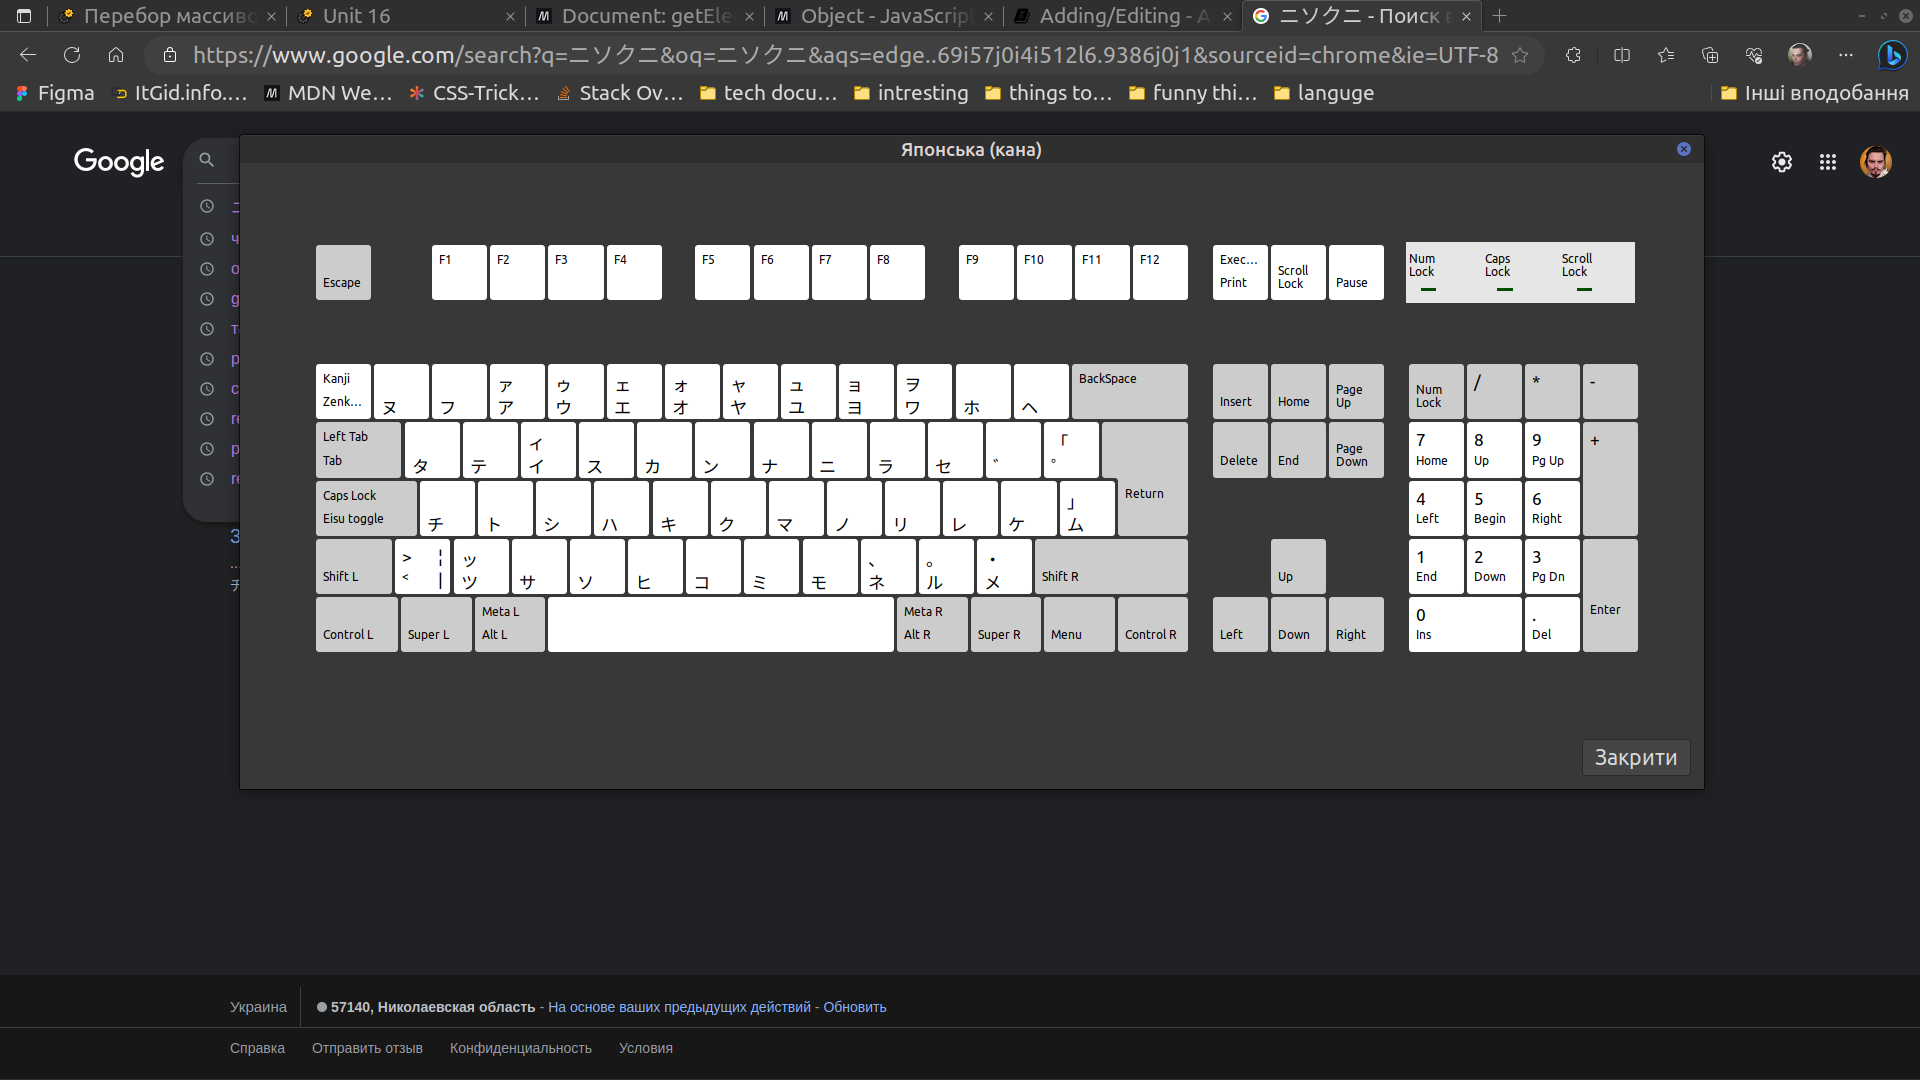 Перебор массиво
Unit 16
Document: getEle
Object - JavaScript
Adding/Editing - A
ニソクニ - Поиск в
https://www.google.com/search?q=ニソクニ&oq=ニソクニ&aqs=edge..69i57j0i4i512l6.9386j0j1&sourceid=chrome&ie=UTF-8
Figma ItGid.info.... MDN We... CSS-Trick... Stack Ov... tech docu... intresting things to... funny thi... languge Інші вподобання
Google
Японська (кана)
Escape F1 F2 F3 F4 F5 F6 F7 F8 F9 F10 F11 F12 Exec... Print Scroll Lock Pause Num Lock Caps Lock Scroll Lock
Kanji Zenk... ヌ フ ァ ア ゥ ウ ェ エ ォ オ ャ ヤ ュ ユ ョ ヨ ヲ ワ ホ ヘ BackSpace Insert Home Page Up Num Lock / * -
Left Tab Tab タ テ ィ イ ス カ ン ナ ニ ラ セ ゛ 「 ゜ Return Delete End Page Down 7 Home 8 Up 9 Pg Up +
Caps Lock Eisu toggle チ ト シ ハ キ ク マ ノ リ レ ケ 」 ム 4 Left 5 Begin 6 Right
Shift L > < ¦ | ッ ツ サ ソ ヒ コ ミ モ 、 ネ 。 ル ・ メ Shift R Up 1 End 2 Down 3 Pg Dn Enter
Control L Super L Meta L Alt L Meta R Alt R Super R Menu Control R Left Down Right 0 Ins . Del
Закрити
Украина
57140, Николаевская область - На основе ваших предыдущих действий - Обновить
Справка Отправить отзыв Конфиденциальность Условия